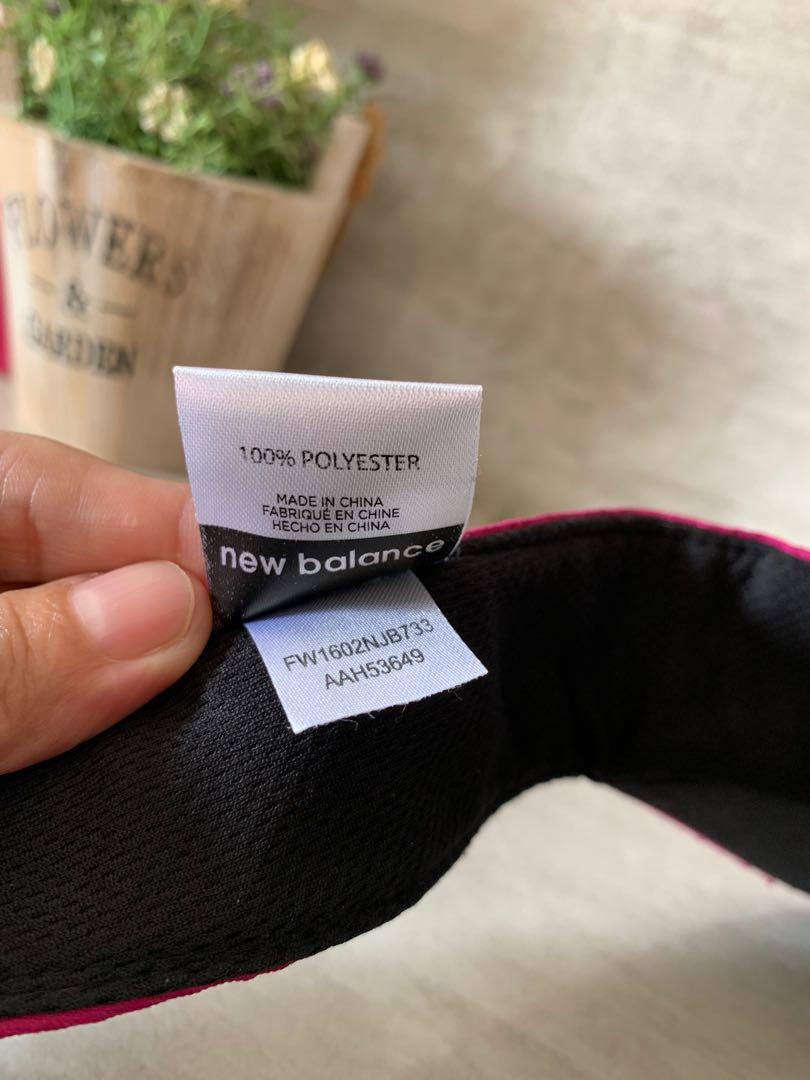 FLOWERS
&
GARDEN
100% POLYESTER
MADE IN CHINA
FABRIQUÉ EN CHINE
HECHO EN CHINA
new balance
FW1602NJB733
AAH53649